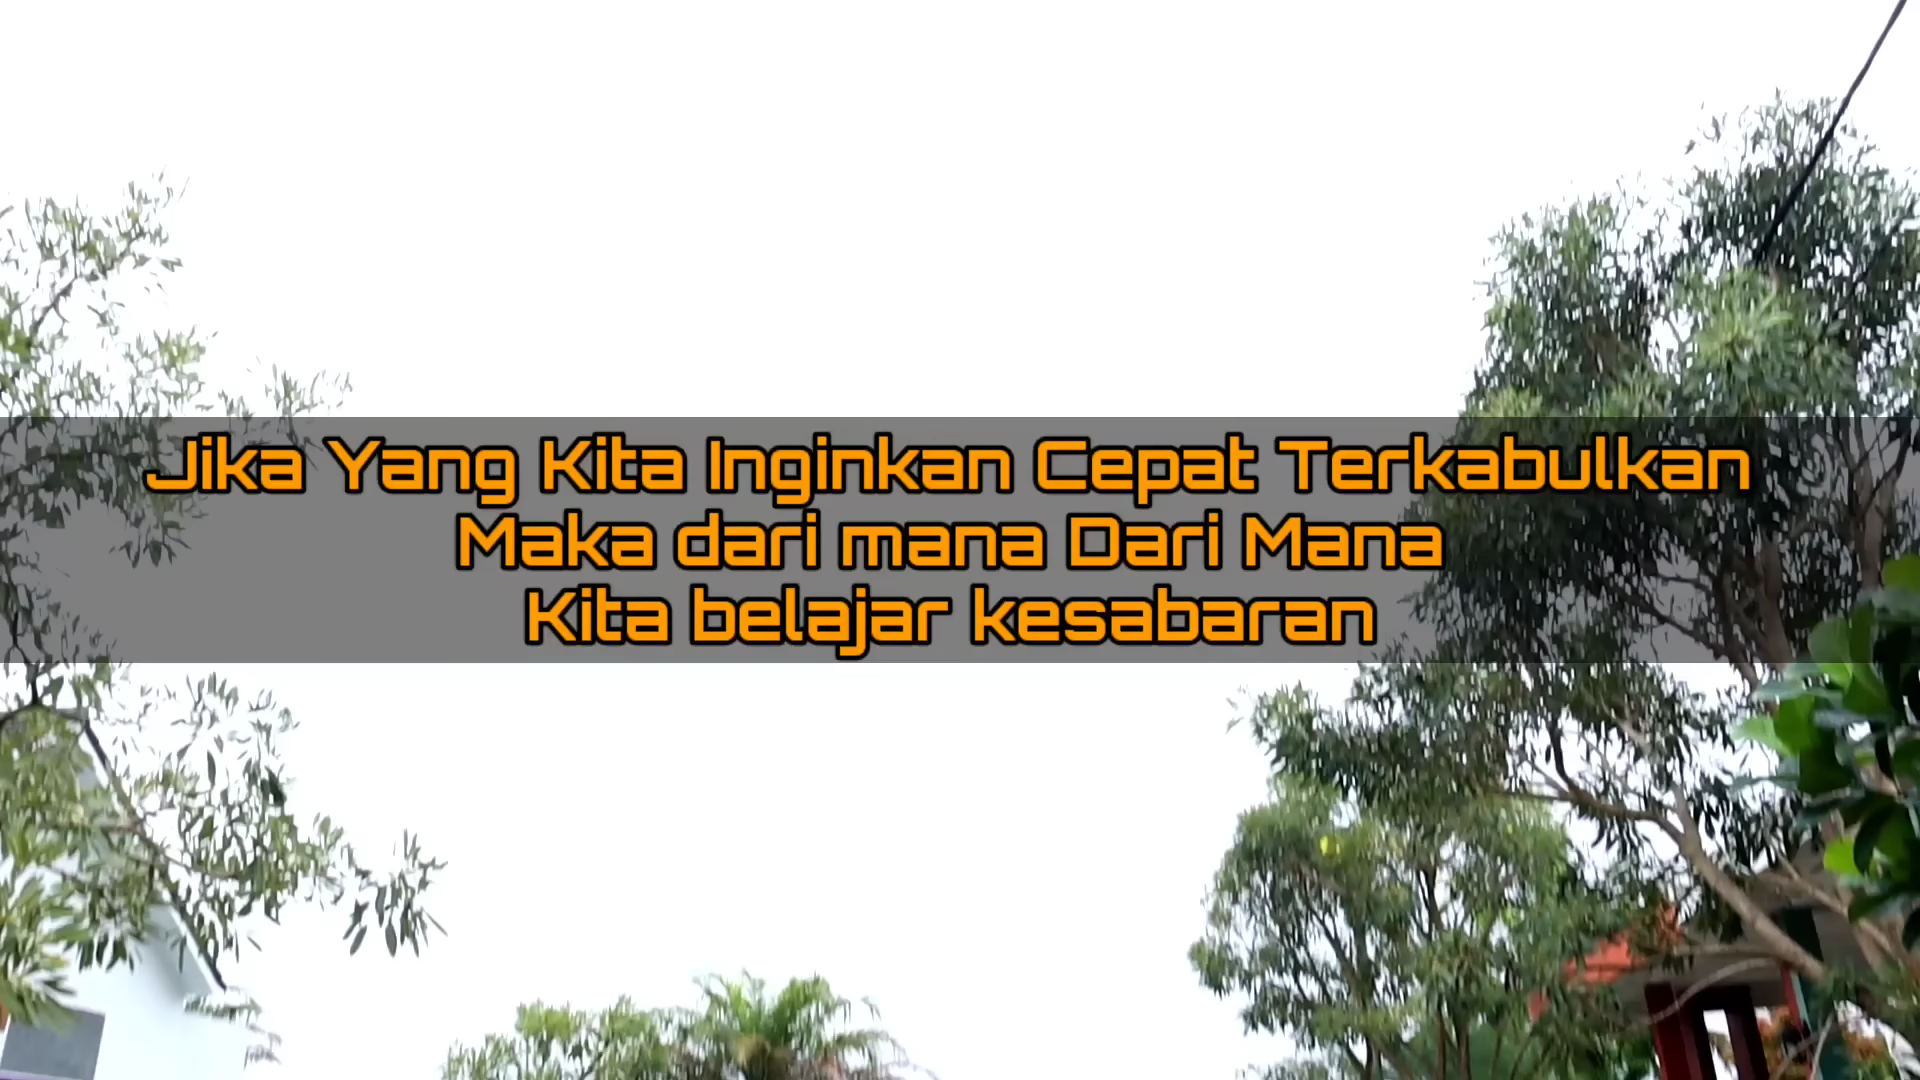 Jika Yang Kita Inginkan Cepat Terkabulkan
Maka dari mana Dari Mana
Kita belajar kesabaran